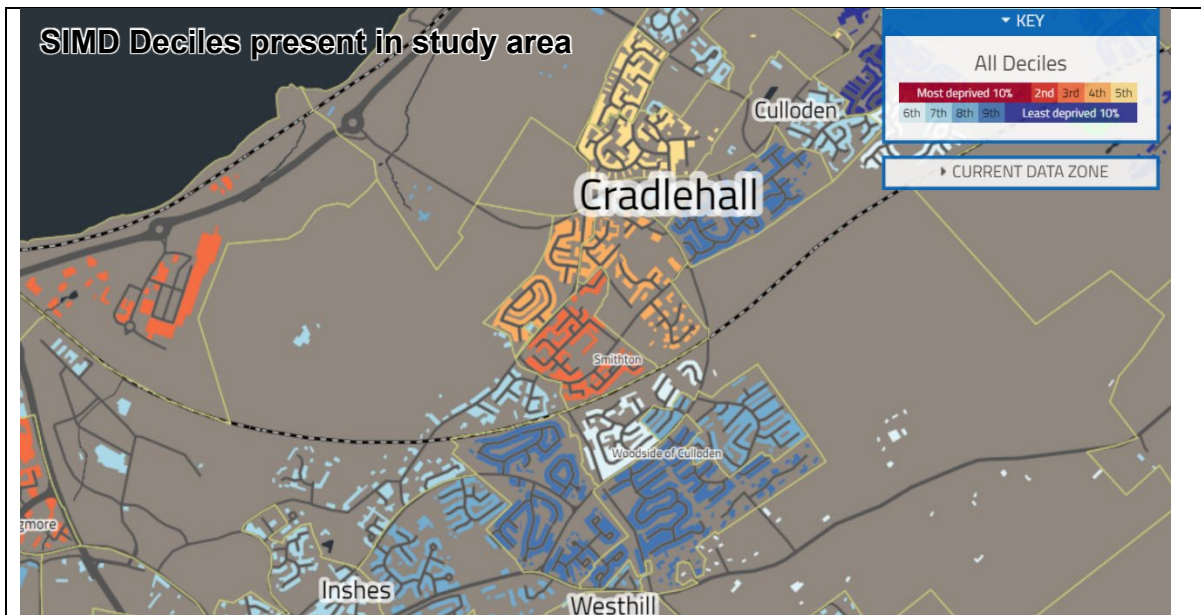 SIMD Deciles present in study area
KEY
All Deciles
Most deprived 10% 2nd 3rd 4th 5th
6th 7th 8th 9th Least deprived 10%
CURRENT DATA ZONE
Culloden
Cradlehall
Smithton
Woodside of Culloden
gmore
Inshes
Westhill